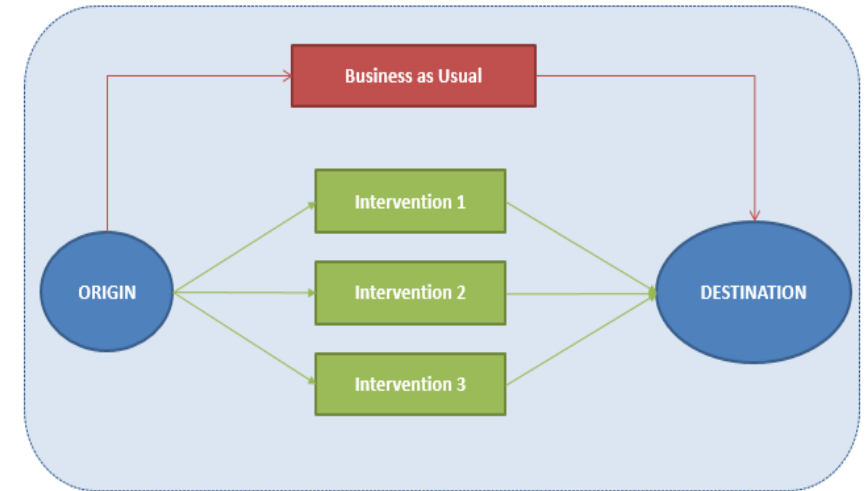 Business as Usual
Intervention 1
ORIGIN
Intervention 2
DESTINATION
Intervention 3